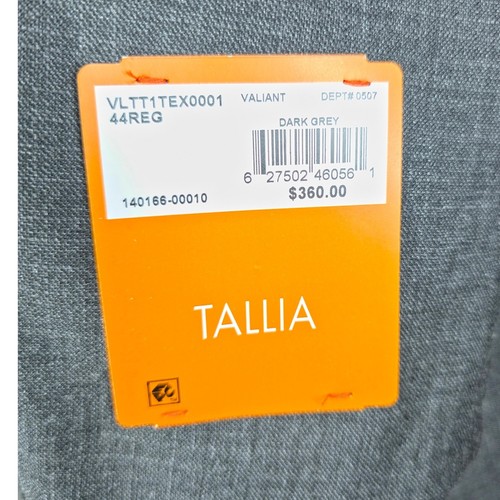 VLTT1TEX0001 VALIANT DEPT# 0507
44REG
DARK GREY
6 27502 46056 1
140166-00010 $360.00
TALLIA